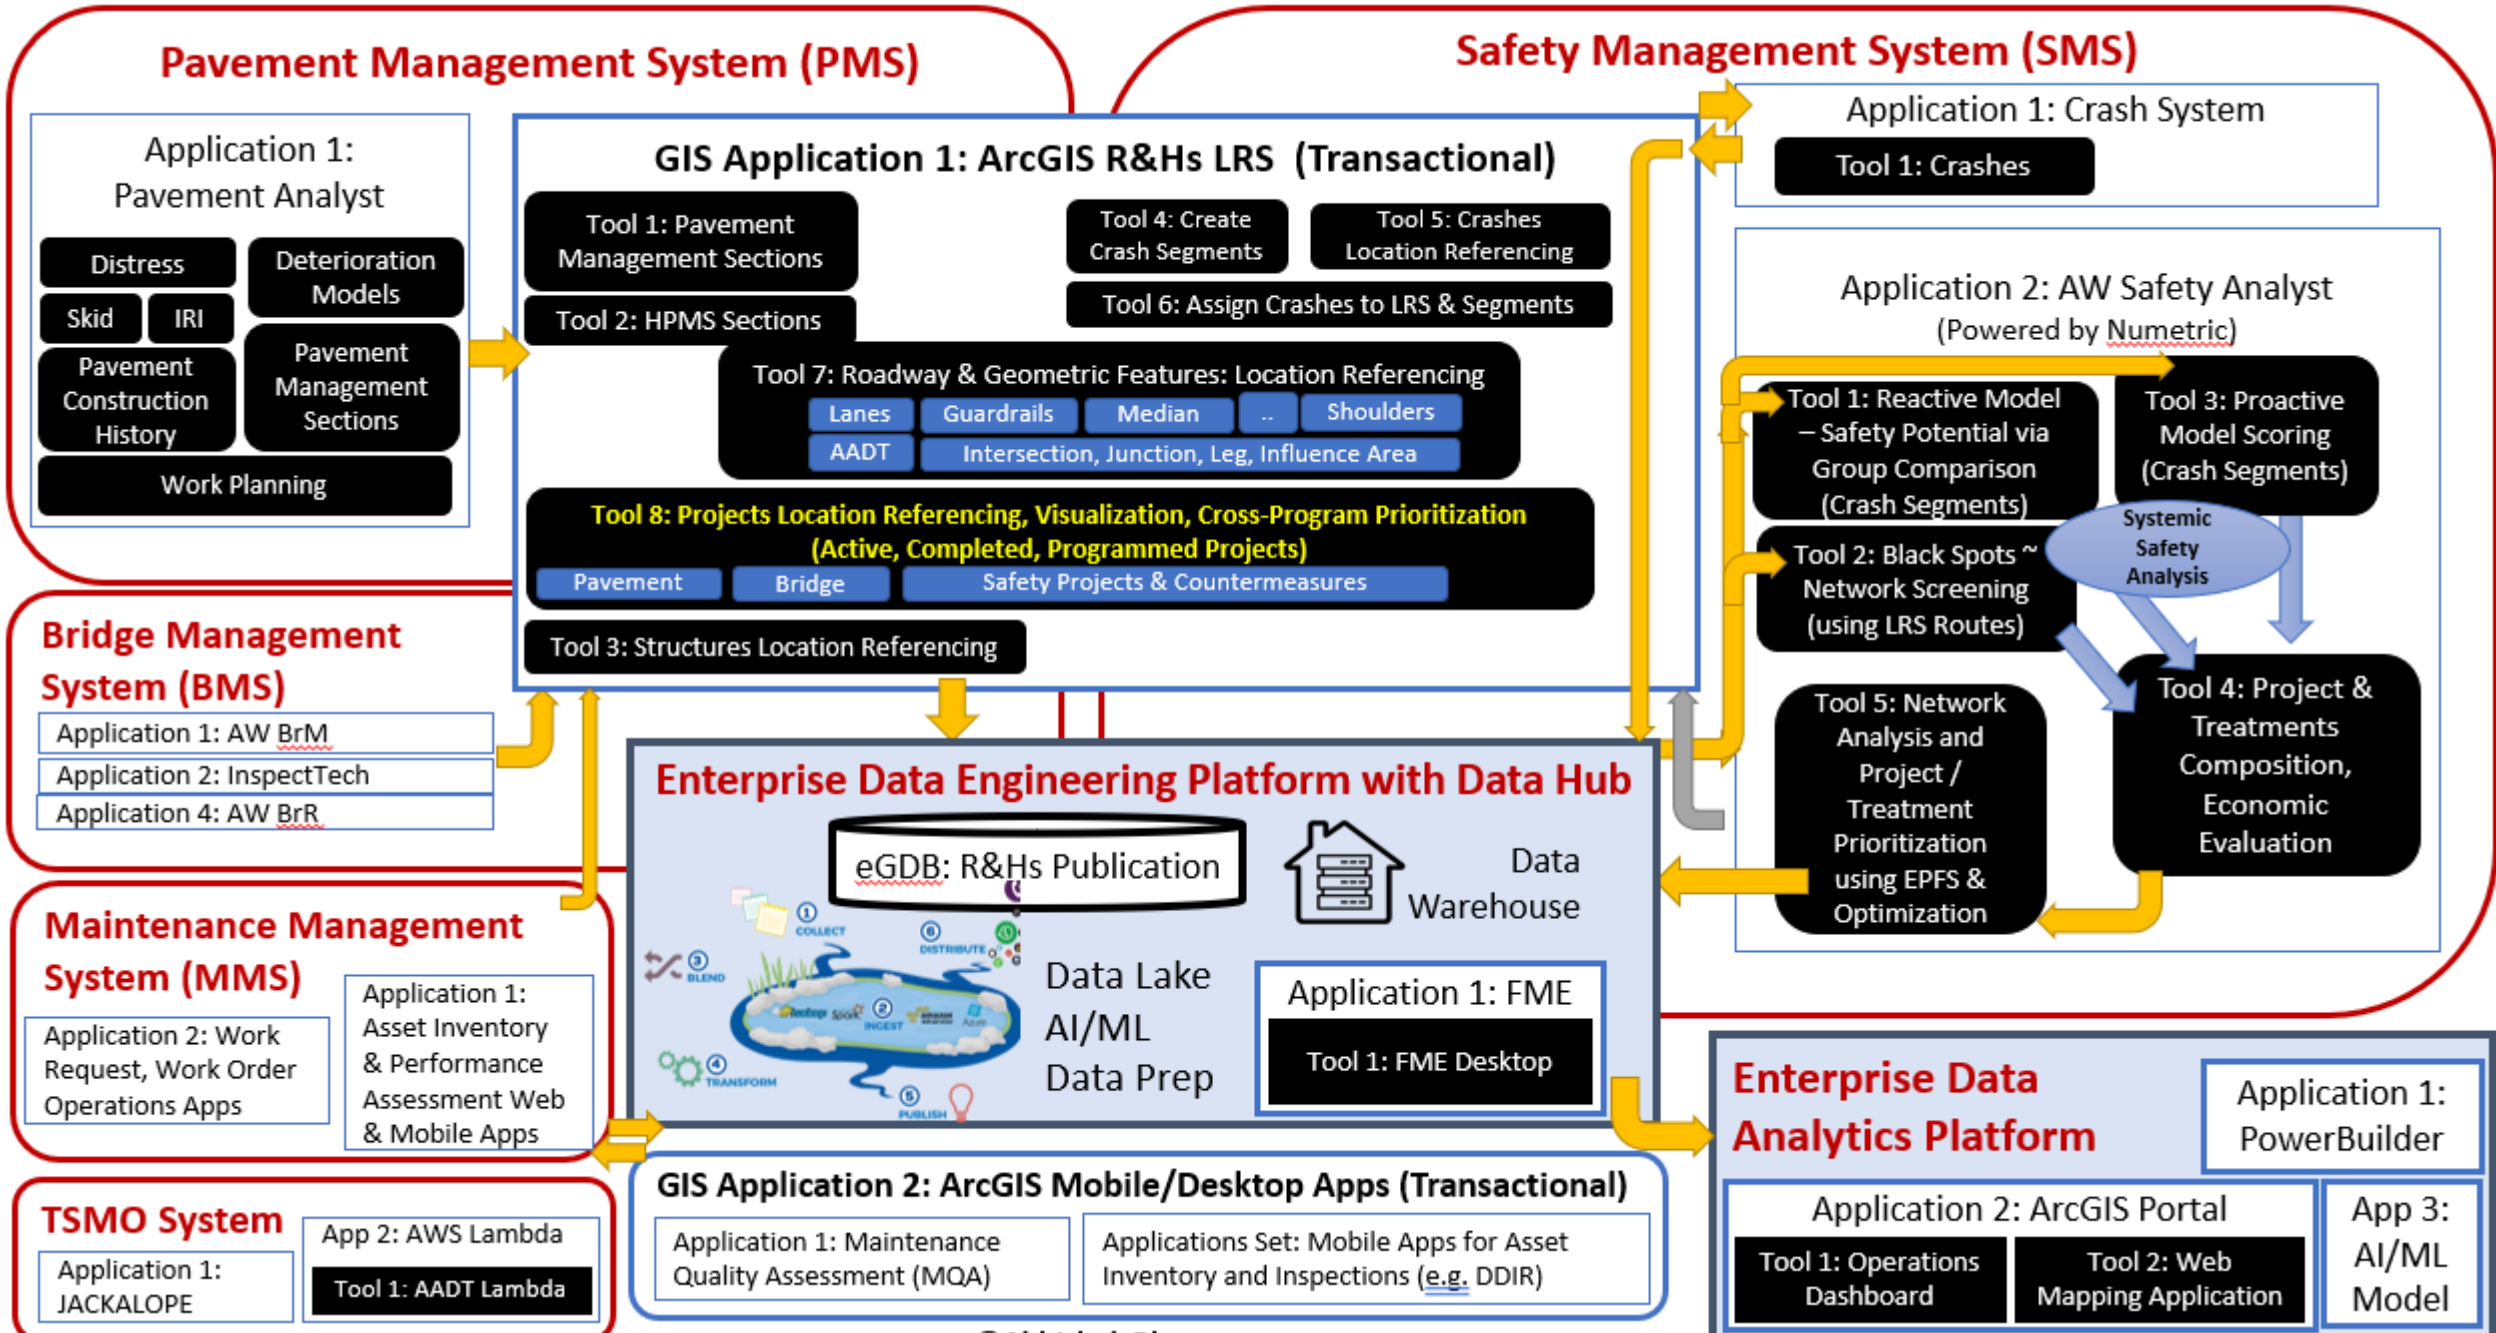 Pavement Management System (PMS)
Application 1:
Pavement Analyst
Distress
Deterioration
Models
Skid
IRI
Pavement
Construction
History
Pavement
Management
Sections
Work Planning
Safety Management System (SMS)
Application 1: Crash System
Tool 1: Crashes
GIS Application 1: ArcGIS R&Hs LRS (Transactional)
Tool 1: Pavement
Management Sections
Tool 2: HPMS Sections
Tool 4: Create
Crash Segments
Tool 5: Crashes
Location Referencing
Tool 6: Assign Crashes to LRS & Segments
Tool 7: Roadway & Geometric Features: Location Referencing
Lanes
Guardrails
Median
..
Shoulders
AADT
Intersection, Junction, Leg, Influence Area
Tool 8: Projects Location Referencing, Visualization, Cross-Program Prioritization
(Active, Completed, Programmed Projects)
Pavement
Bridge
Safety Projects & Countermeasures
Tool 3: Structures Location Referencing
Application 2: AW Safety Analyst
(Powered by Numetric)
Tool 1: Reactive Model
– Safety Potential via
Group Comparison
(Crash Segments)
Tool 3: Proactive
Model Scoring
(Crash Segments)
Systemic
Safety
Analysis
Tool 2: Black Spots ~
Network Screening
(using LRS Routes)
Tool 4: Project &
Treatments
Composition,
Economic
Evaluation
Tool 5: Network
Analysis and
Project /
Treatment
Prioritization
using EPFS &
Optimization
Bridge Management
System (BMS)
Application 1: AW BrM
Application 2: InspectTech
Application 4: AW BrR
Enterprise Data Engineering Platform with Data Hub
eGDB: R&Hs Publication
Data
Warehouse
1
COLLECT
6
DISTRIBUTE
3
BLEND
2
INGEST
Spark
amazon
Azure
4
TRANSFORM
5
PUBLISH
Data Lake
AI/ML
Data Prep
Application 1: FME
Tool 1: FME Desktop
Maintenance Management
System (MMS)
Application 2: Work
Request, Work Order
Operations Apps
Application 1:
Asset Inventory
& Performance
Assessment Web
& Mobile Apps
TSMO System
Application 1:
JACKALOPE
App 2: AWS Lambda
Tool 1: AADT Lambda
GIS Application 2: ArcGIS Mobile/Desktop Apps (Transactional)
Application 1: Maintenance
Quality Assessment (MQA)
Applications Set: Mobile Apps for Asset
Inventory and Inspections (e.g. DDIR)
Enterprise Data
Analytics Platform
Application 1:
PowerBuilder
Application 2: ArcGIS Portal
Tool 1: Operations
Dashboard
Tool 2: Web
Mapping Application
App 3:
AI/ML
Model